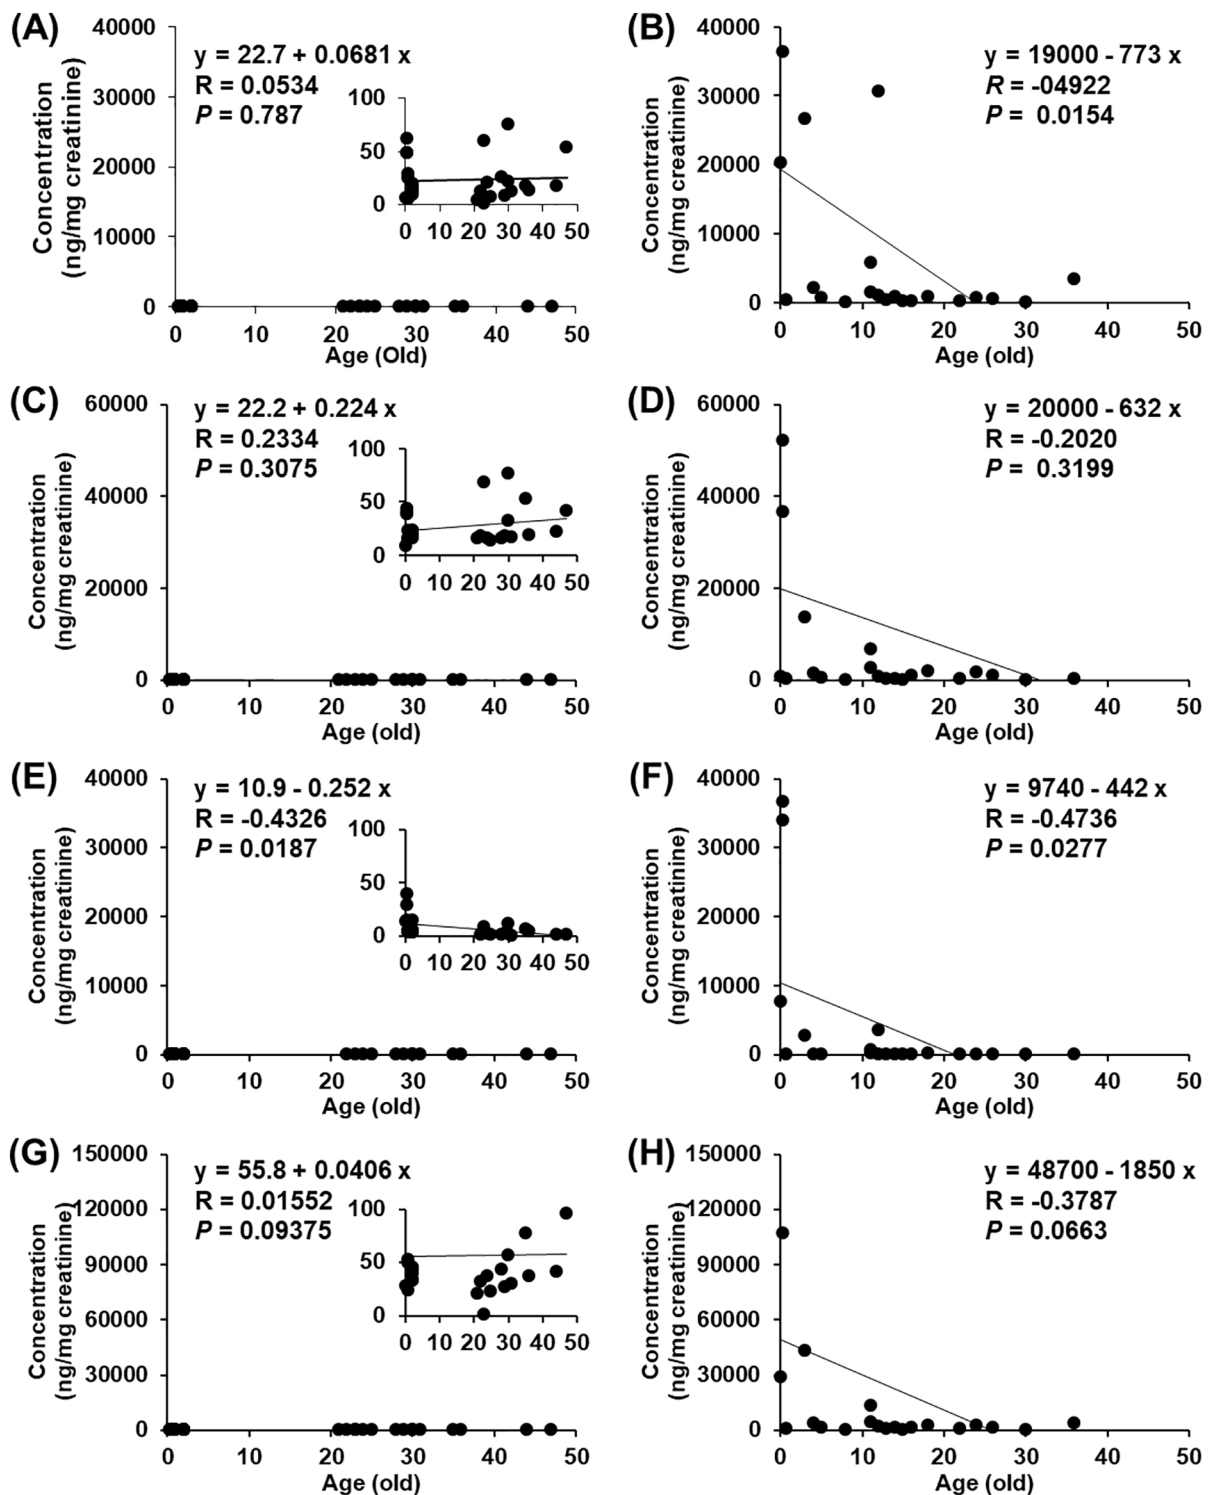 (A)
y = 22.7 + 0.0681 x
R = 0.0534
P = 0.787
Concentration
(ng/mg creatinine)
40000
30000
20000
10000
0
0 10 20 30 40 50
Age (Old)
100
50
0
0 10 20 30 40 50
(B)
y = 19000 - 773 x
R = -04922
P = 0.0154
Concentration
(ng/mg creatinine)
40000
30000
20000
10000
0
0 10 20 30 40 50
Age (old)
(C)
y = 22.2 + 0.224 x
R = 0.2334
P = 0.3075
Concentration
(ng/mg creatinine)
60000
40000
20000
0
0 10 20 30 40 50
Age (old)
100
50
0
0 10 20 30 40 50
(D)
y = 20000 - 632 x
R = -0.2020
P = 0.3199
Concentration
(ng/mg creatinine)
60000
40000
20000
0
0 10 20 30 40 50
Age (old)
(E)
y = 10.9 - 0.252 x
R = -0.4326
P = 0.0187
Concentration
(ng/mg creatinine)
40000
30000
20000
10000
0
0 10 20 30 40 50
Age (old)
100
50
0
0 10 20 30 40 50
(F)
y = 9740 - 442 x
R = -0.4736
P = 0.0277
Concentration
(ng/mg creatinine)
40000
30000
20000
10000
0
0 10 20 30 40 50
Age (old)
(G)
y = 55.8 + 0.0406 x
R = 0.01552
P = 0.09375
Concentration
(ng/mg creatinine)
150000
120000
90000
60000
30000
0
0 10 20 30 40 50
Age (old)
100
50
0
0 10 20 30 40 50
(H)
y = 48700 - 1850 x
R = -0.3787
P = 0.0663
Concentration
(ng/mg creatinine)
150000
120000
90000
60000
30000
0
0 10 20 30 40 50
Age (old)